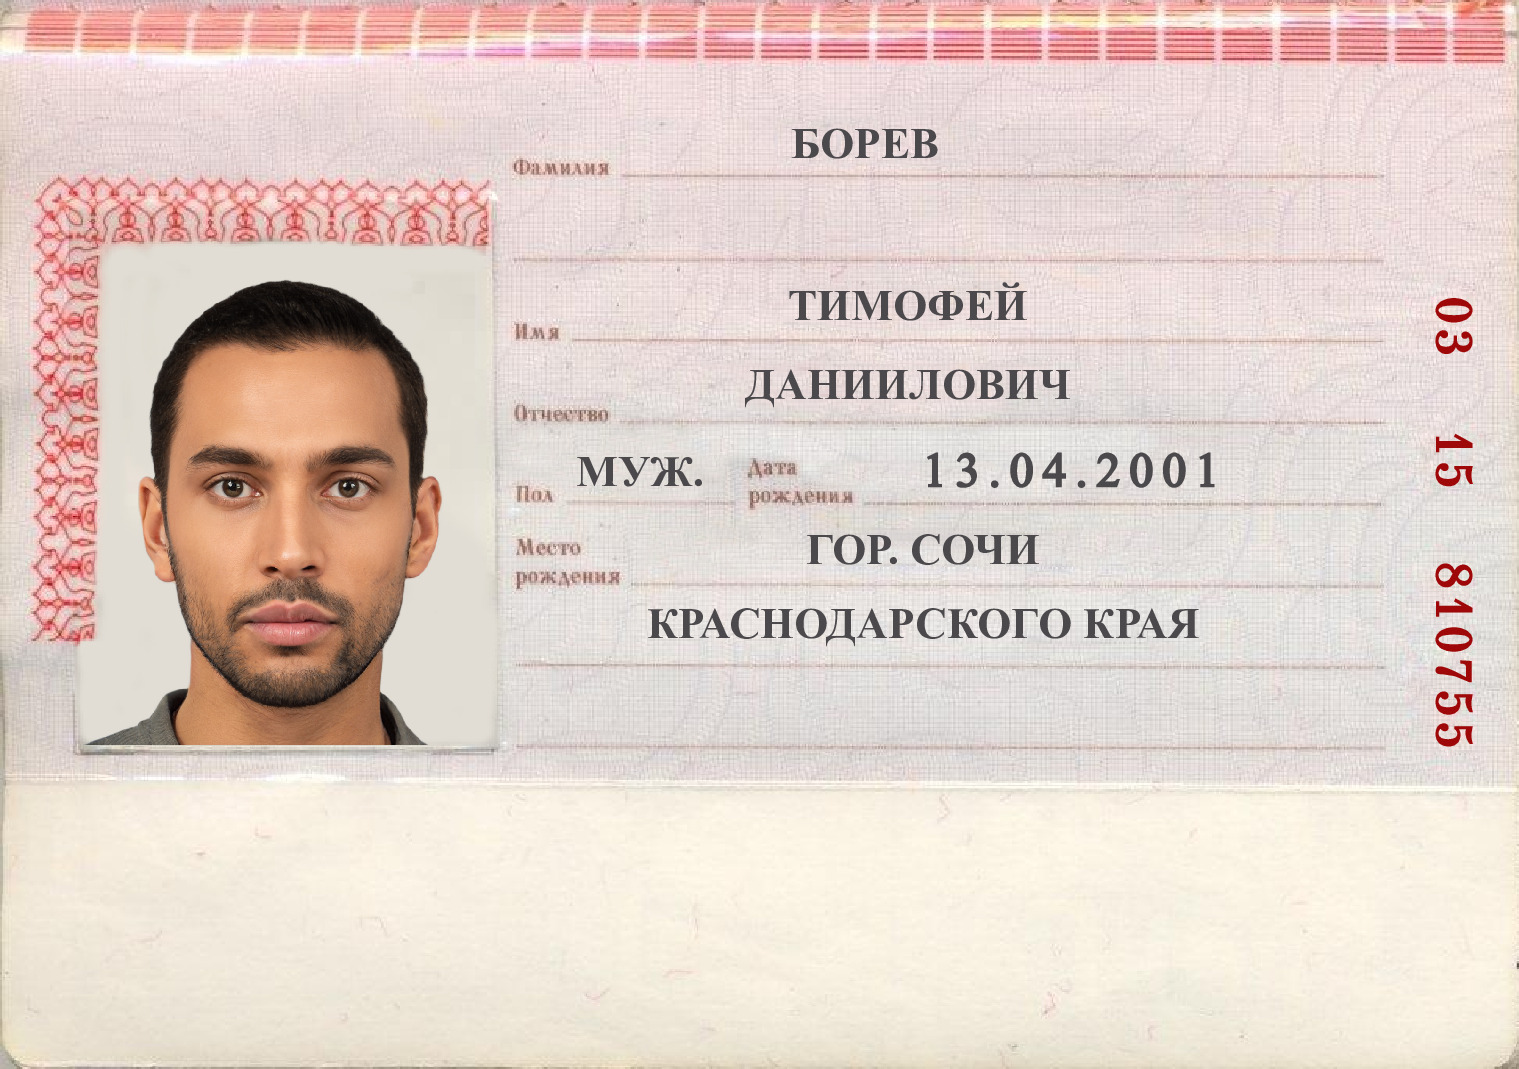 Фамилия БОРЕВ
Имя ТИМОФЕЙ
Отчество ДАНИИЛОВИЧ
Пол МУЖ. Дата рождения 13.04.2001
Место рождения ГОР. СОЧИ
КРАСНОДАРСКОГО КРАЯ
03 15 810755